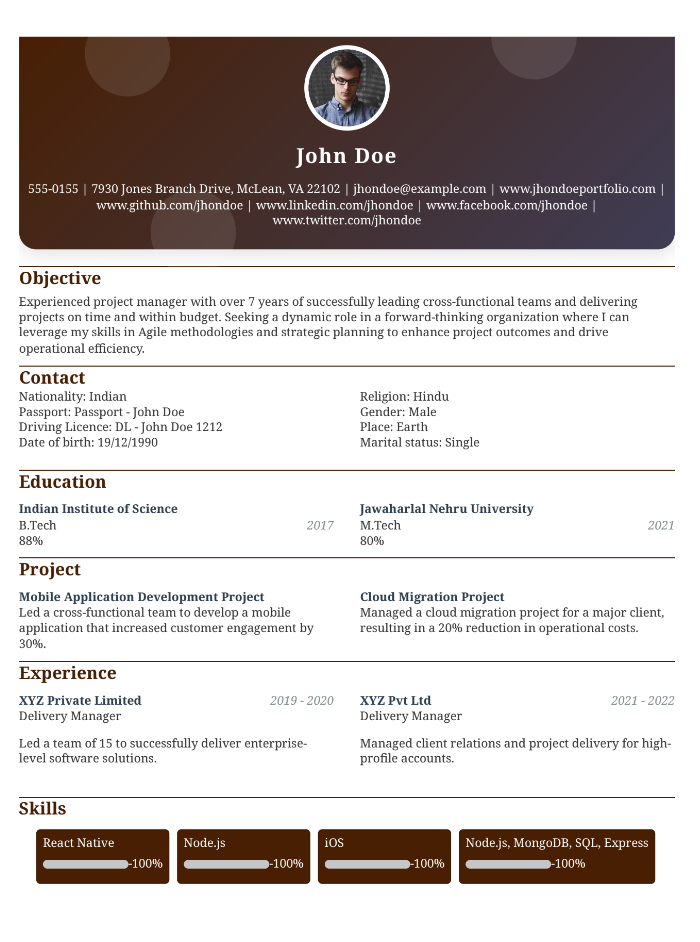 John Doe
555-0155 | 7930 Jones Branch Drive, McLean, VA 22102 | jhondoe@example.com | www.jhondoeportfolio.com |
www.github.com/jhondoe | www.linkedin.com/jhondoe | www.facebook.com/jhondoe |
www.twitter.com/jhondoe
Objective
Experienced project manager with over 7 years of successfully leading cross-functional teams and delivering
projects on time and within budget. Seeking a dynamic role in a forward-thinking organization where I can
leverage my skills in Agile methodologies and strategic planning to enhance project outcomes and drive
operational efficiency.
Contact
Nationality: Indian
Passport: Passport - John Doe
Driving Licence: DL - John Doe 1212
Date of birth: 19/12/1990
Religion: Hindu
Gender: Male
Place: Earth
Marital status: Single
Education
Indian Institute of Science
B.Tech 2017
88%
Jawaharlal Nehru University
M.Tech 2021
80%
Project
Mobile Application Development Project
Led a cross-functional team to develop a mobile
application that increased customer engagement by
30%.
Cloud Migration Project
Managed a cloud migration project for a major client,
resulting in a 20% reduction in operational costs.
Experience
XYZ Private Limited 2019 - 2020
Delivery Manager
Led a team of 15 to successfully deliver enterprise-
level software solutions.
XYZ Pvt Ltd 2021 - 2022
Delivery Manager
Managed client relations and project delivery for high-
profile accounts.
Skills
React Native
-100%
Node.js
-100%
iOS
-100%
Node.js, MongoDB, SQL, Express
-100%